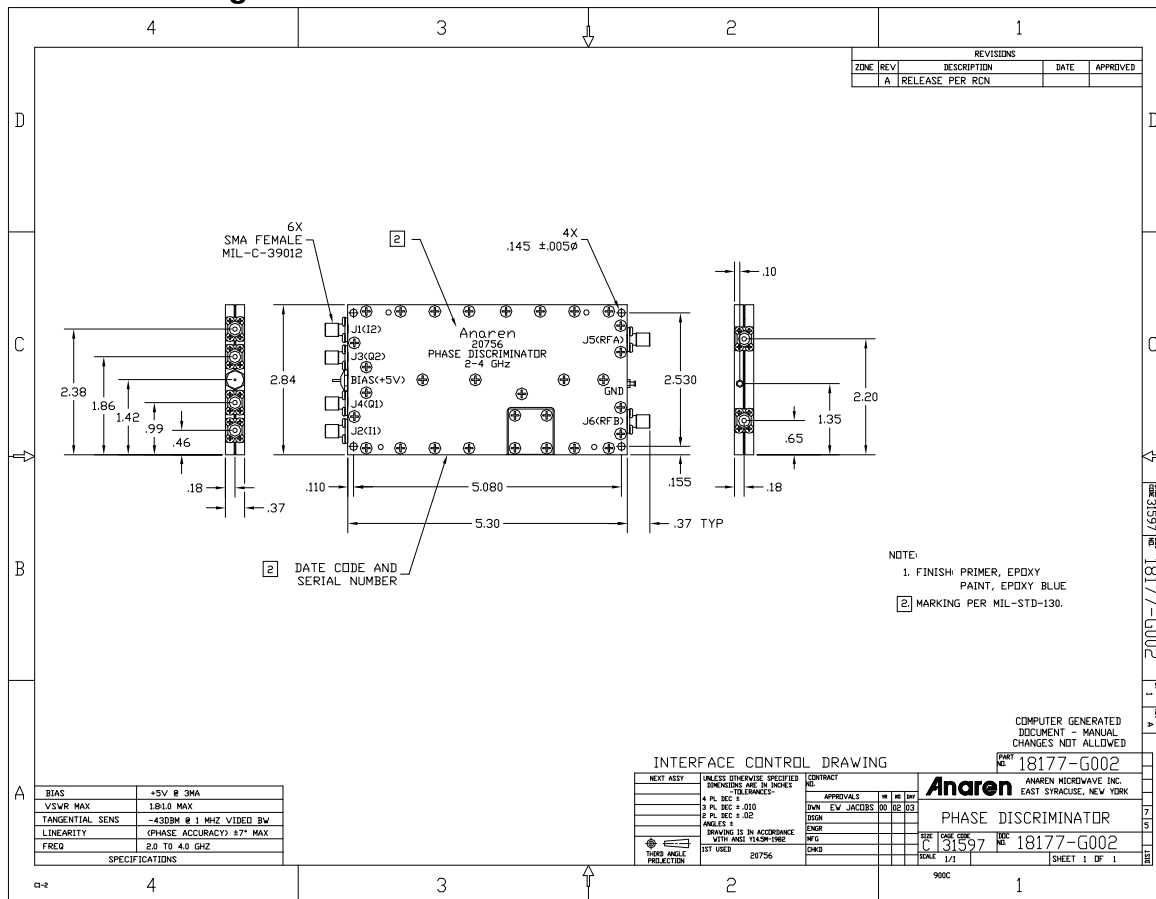 4 3 2 1
REVISIONS
ZONE REV DESCRIPTION DATE APPROVED
A RELEASE PER RCN
D D
6X
SMA FEMALE
MIL-C-39012
2
4X
.145 ±.005ø
.10
C C
J1(I2)
J3(Q2)
BIAS(+5V)
J4(Q1)
J2(I1)
Anaren
20756
PHASE DISCRIMINATOR
2-4 GHz
J5(RFA)
GND
J6(RFB)
2.38
1.86
1.42
.99
.46
2.84
2.530
2.20
1.35
.65
.18
.37
.110
5.080
.155
.18
5.30
.37 TYP
B
2 DATE CODE AND
SERIAL NUMBER
NOTE:
1. FINISH: PRIMER, EPOXY
PAINT, EPOXY BLUE
2. MARKING PER MIL-STD-130.
31597
18177-G002
1
A
COMPUTER GENERATED
DOCUMENT - MANUAL
CHANGES NOT ALLOWED
INTERFACE CONTROL DRAWING
PART NO. 18177-G002
A
BIAS +5V @ 3MA
VSWR MAX 1.8:1.0 MAX
TANGENTIAL SENS -43DBM @ 1 MHZ VIDEO BW
LINEARITY (PHASE ACCURACY) ±7° MAX
FREQ 2.0 TO 4.0 GHZ
SPECIFICATIONS
NEXT ASSY
UNLESS OTHERWISE SPECIFIED
DIMENSIONS ARE IN INCHES
-TOLERANCES-
4 PL DEC ±
3 PL DEC ± .010
2 PL DEC ± .02
ANGLES ±
DRAWING IS IN ACCORDANCE
WITH ANSI Y14.5M-1982
THIRD ANGLE
PROJECTION
1ST USED 20756
CONTRACT
NO.
APPROVALS YR MO DAY
DWN EW JACOBS 00 02 03
DSGN
ENGR
MFG
CHKD
Anaren ANAREN MICROWAVE INC.
EAST SYRACUSE, NEW YORK
PHASE DISCRIMINATOR
SIZE C CAGE CODE 31597 DOC NO. 18177-G002
SCALE 1/1 SHEET 1 OF 1
7
5
DIST
900C
C1-2
4 3 2 1